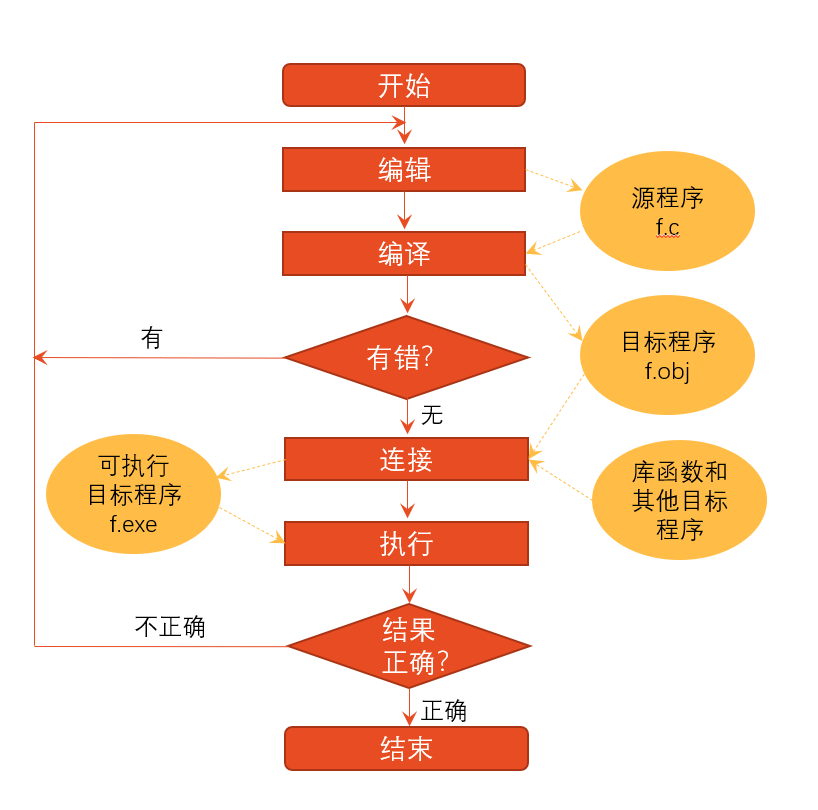 开始
编辑
源程序
f.c
编译
目标程序
f.obj
有
有错?
无
连接
可执行
目标程序
f.exe
库函数和
其他目标
程序
执行
不正确
结果
正确?
正确
结束